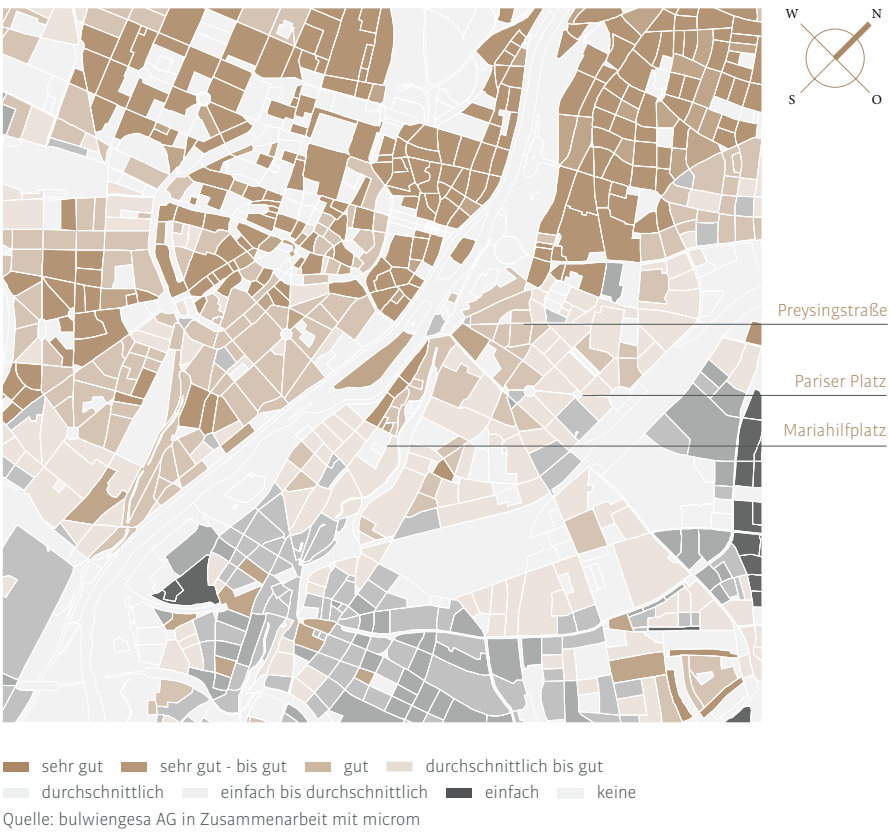 W N
S O
Preysingstraße
Pariser Platz
Mariahilfplatz
sehr gut sehr gut - bis gut gut durchschnittlich bis gut
durchschnittlich einfach bis durchschnittlich einfach keine
Quelle: bulwiengesa AG in Zusammenarbeit mit microm